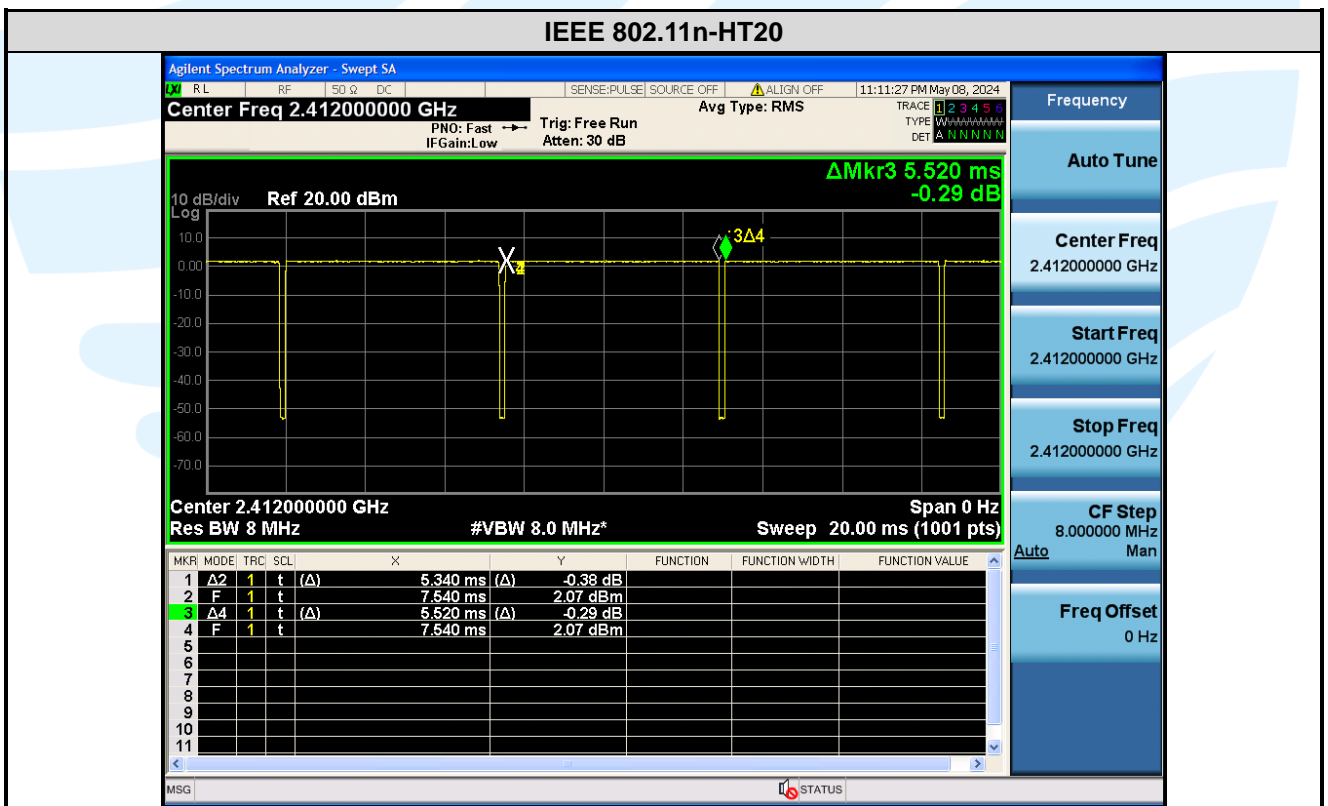 IEEE 802.11n-HT20
Agilent Spectrum Analyzer - Swept SA
LXI RL RF 50 Ω DC SENSE:PULSE SOURCE OFF ALIGN OFF 11:11:27 PM May 08, 2024
Center Freq 2.412000000 GHz
PNO: Fast
IFGain:Low
Trig: Free Run
Atten: 30 dB
Avg Type: RMS
TRACE 1 2 3 4 5 6
TYPE WWWWWW
DET A N N N N N
ΔMkr3 5.520 ms
-0.29 dB
10 dB/div Ref 20.00 dBm
Log
10.0
0.00
-10.0
-20.0
-30.0
-40.0
-50.0
-60.0
-70.0
3Δ4
Center 2.412000000 GHz Span 0 Hz
Res BW 8 MHz #VBW 8.0 MHz* Sweep 20.00 ms (1001 pts)
MKR MODE TRC SCL X Y FUNCTION FUNCTION WIDTH FUNCTION VALUE
1 Δ2 1 t (Δ) 5.340 ms (Δ) -0.38 dB
2 F 1 t 7.540 ms 2.07 dBm
3 Δ4 1 t (Δ) 5.520 ms (Δ) -0.29 dB
4 F 1 t 7.540 ms 2.07 dBm
5
6
7
8
9
10
11
MSG STATUS
Frequency
Auto Tune
Center Freq
2.412000000 GHz
Start Freq
2.412000000 GHz
Stop Freq
2.412000000 GHz
CF Step
8.000000 MHz
Auto Man
Freq Offset
0 Hz